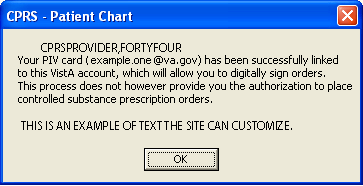 CPRS - Patient Chart
CPRSPROVIDER,FORTYFOUR
Your PIV card ( example.one @va.gov) has been successfully linked
to this VistA account, which will allow you to digitally sign orders.
This process does not however provide you the authorization to place
controlled substance prescription orders.
THIS IS AN EXAMPLE OF TEXT THE SITE CAN CUSTOMIZE.
OK